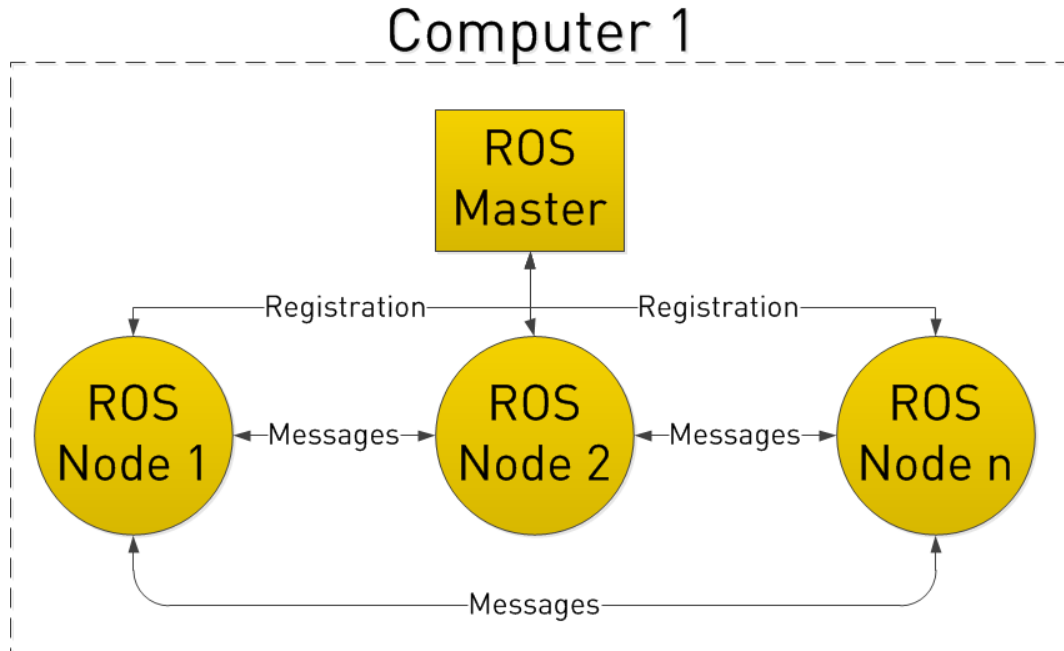 Computer 1
ROS
Master
Registration
Registration
ROS
Node 1
Messages
ROS
Node 2
Messages
ROS
Node n
Messages